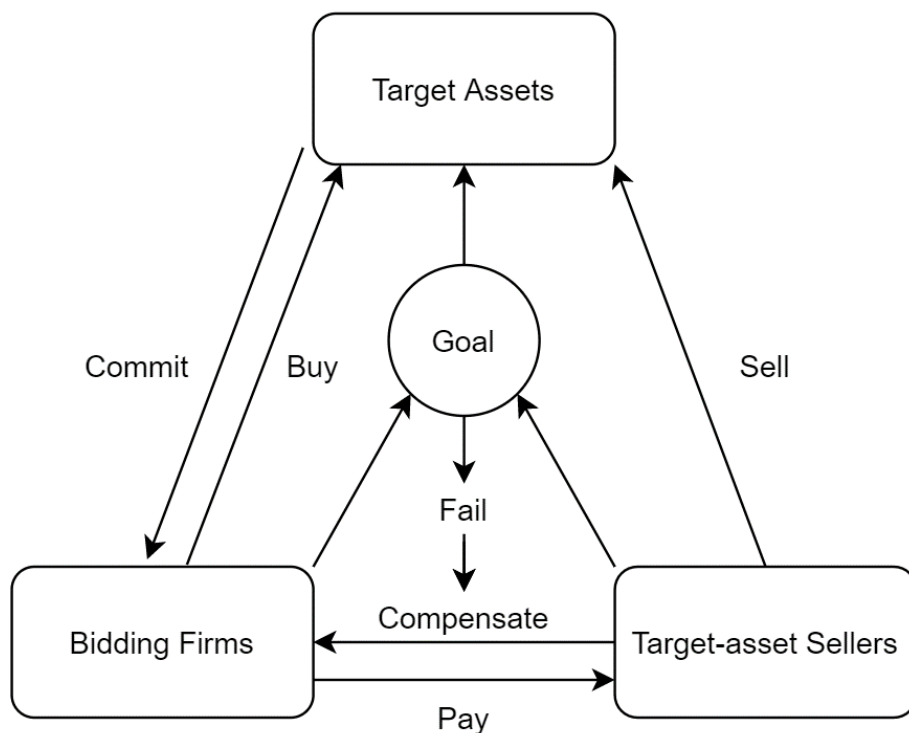 Target Assets
Commit
Buy
Goal
Sell
Fail
Compensate
Bidding Firms
Target-asset Sellers
Pay